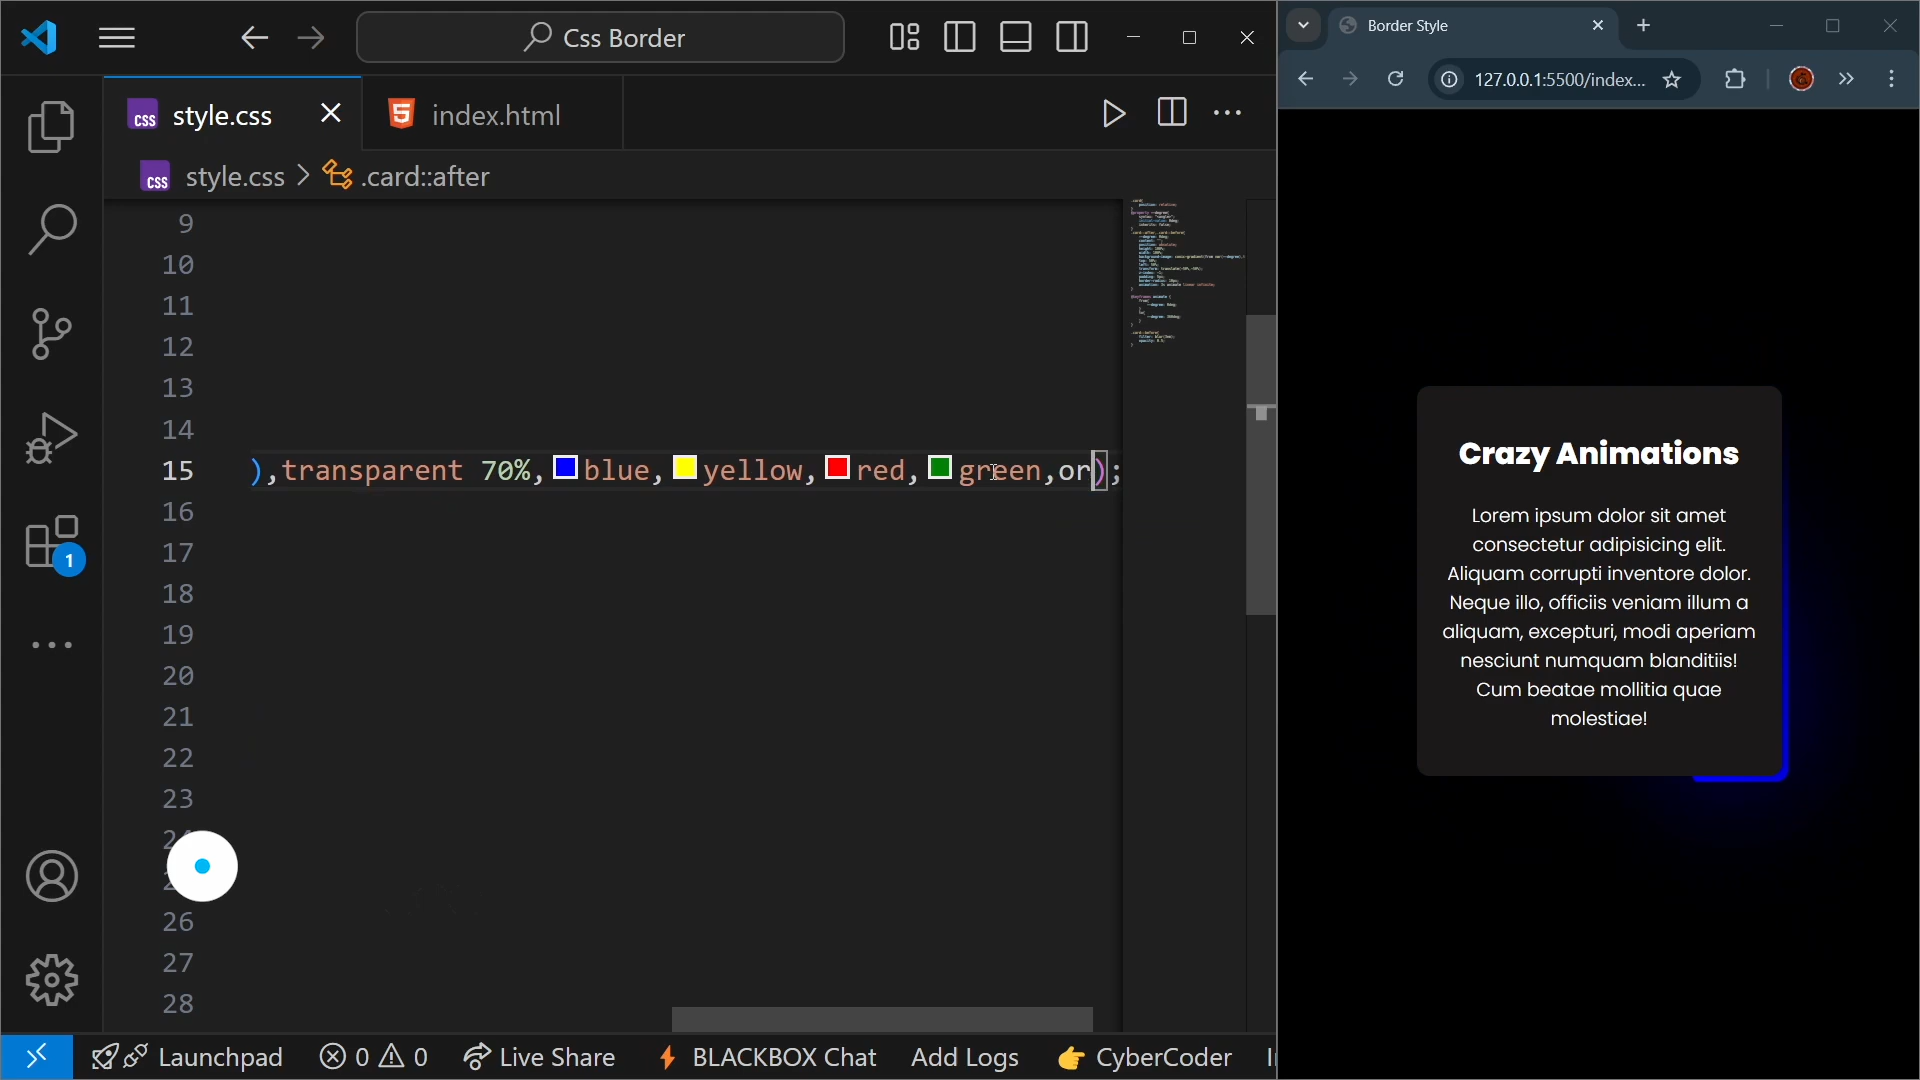 Css Border
style.css
index.html
style.css > .card::after
9
10
11
12
13
14
15 ),transparent 70%,blue,yellow,red,green,or);
16
17
18
19
20
21
22
23
26
27
28
1
Launchpad
0 0
Live Share
BLACKBOX Chat
Add Logs
CyberCoder
Border Style
127.0.0.1:5500/index...
Crazy Animations
Lorem ipsum dolor sit amet
consectetur adipisicing elit.
Aliquam corrupti inventore dolor.
Neque illo, officiis veniam illum a
aliquam, excepturi, modi aperiam
nesciunt numquam blanditiis!
Cum beatae mollitia quae
molestiae!